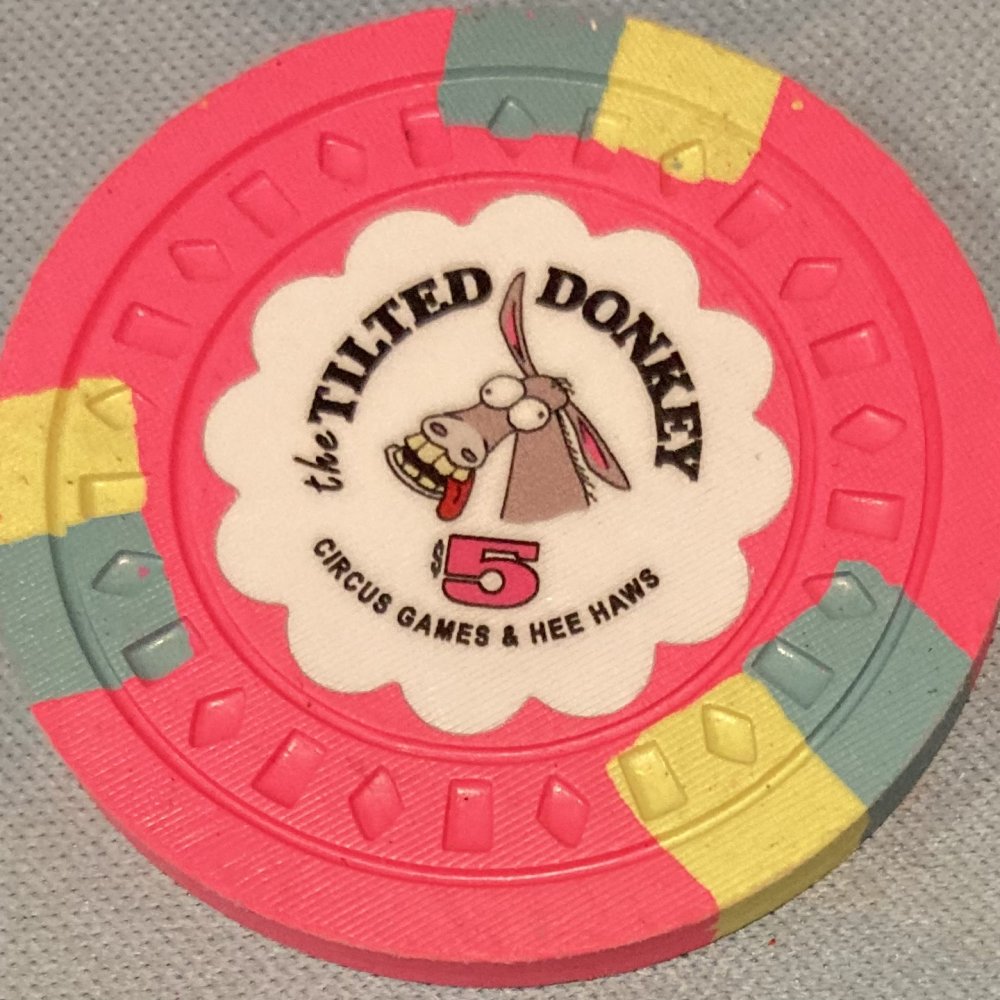 the TILTED DONKEY
$5
CIRCUS GAMES & HEE HAWS